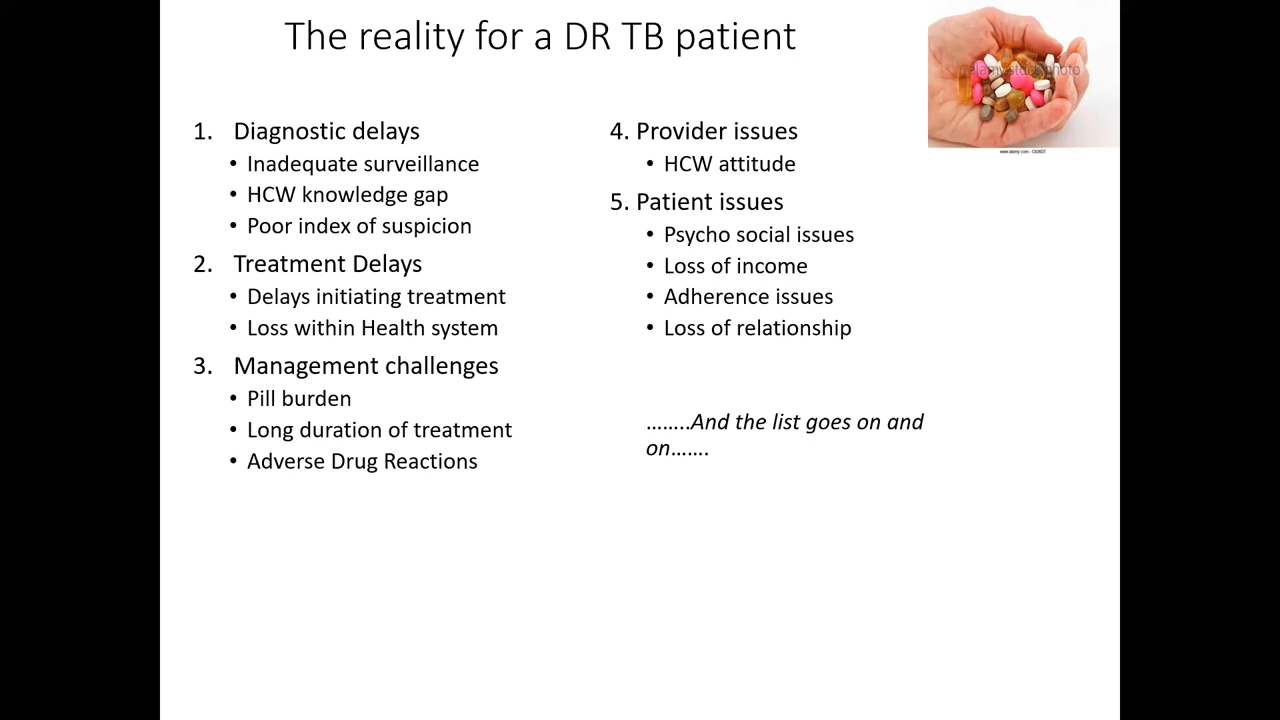 The reality for a DR TB patient
1. Diagnostic delays
• Inadequate surveillance
• HCW knowledge gap
• Poor index of suspicion
2. Treatment Delays
• Delays initiating treatment
• Loss within Health system
3. Management challenges
• Pill burden
• Long duration of treatment
• Adverse Drug Reactions
4. Provider issues
• HCW attitude
5. Patient issues
• Psycho social issues
• Loss of income
• Adherence issues
• Loss of relationship
……..And the list goes on and
on…….